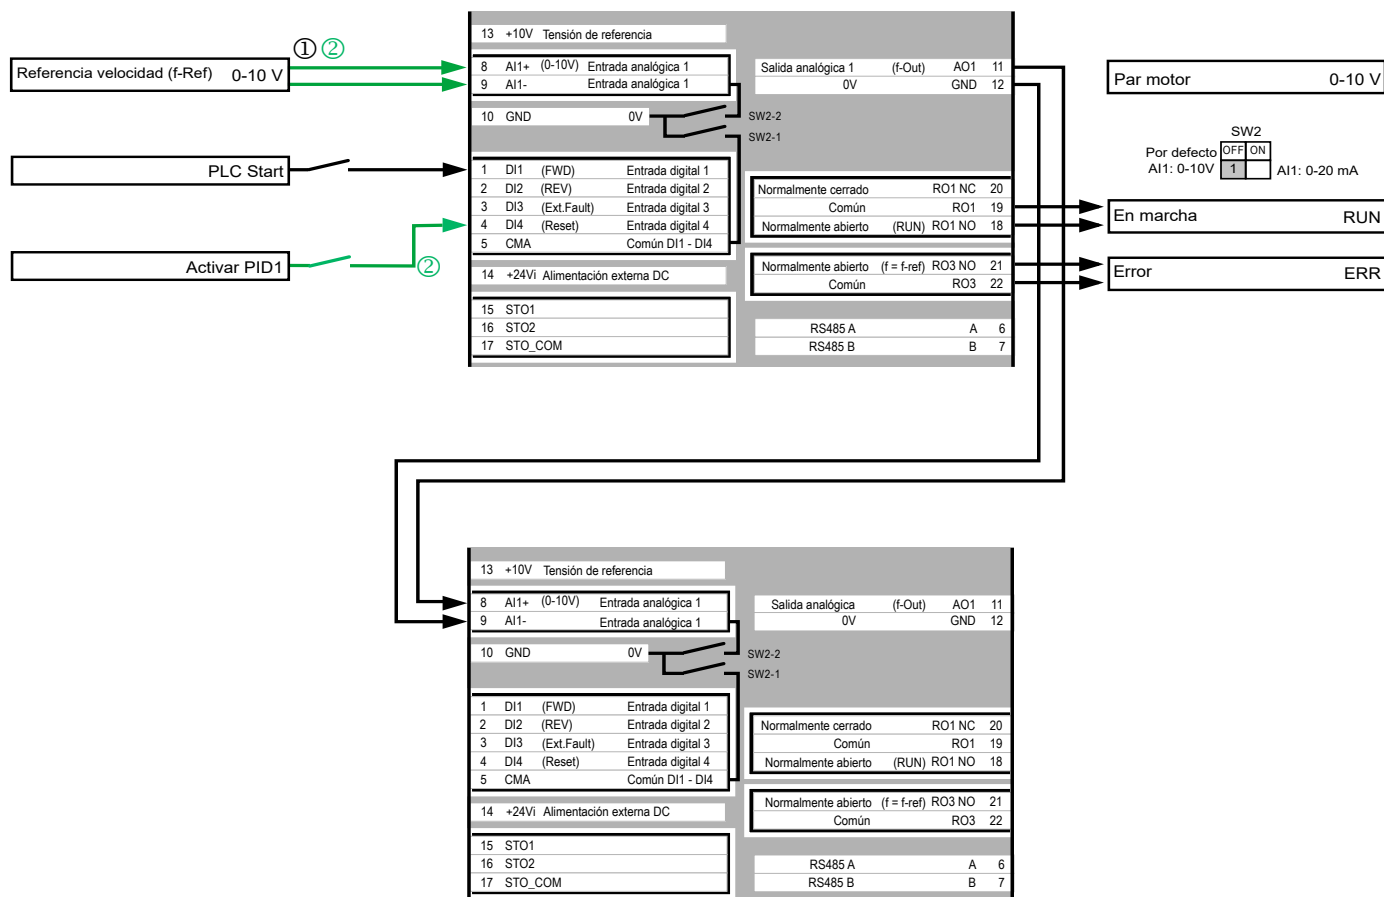 ① ②
Referencia velocidad (f-Ref) 0-10 V
PLC Start
Activar PID1
②
13 +10V Tensión de referencia
8 AI1+ (0-10V) Entrada analógica 1
9 AI1- Entrada analógica 1
10 GND 0V
SW2-2
SW2-1
1 DI1 (FWD) Entrada digital 1
2 DI2 (REV) Entrada digital 2
3 DI3 (Ext.Fault) Entrada digital 3
4 DI4 (Reset) Entrada digital 4
5 CMA Común DI1 - DI4
14 +24Vi Alimentación externa DC
15 STO1
16 STO2
17 STO_COM
Salida analógica 1 (f-Out) AO1 11
0V GND 12
Normalmente cerrado RO1 NC 20
Común RO1 19
Normalmente abierto (RUN) RO1 NO 18
Normalmente abierto (f = f-ref) RO3 NO 21
Común RO3 22
RS485 A A 6
RS485 B B 7
Par motor 0-10 V
SW2
Por defecto OFF ON
AI1: 0-10V 1 AI1: 0-20 mA
En marcha RUN
Error ERR
13 +10V Tensión de referencia
8 AI1+ (0-10V) Entrada analógica 1
9 AI1- Entrada analógica 1
10 GND 0V
SW2-2
SW2-1
1 DI1 (FWD) Entrada digital 1
2 DI2 (REV) Entrada digital 2
3 DI3 (Ext.Fault) Entrada digital 3
4 DI4 (Reset) Entrada digital 4
5 CMA Común DI1 - DI4
14 +24Vi Alimentación externa DC
15 STO1
16 STO2
17 STO_COM
Salida analógica (f-Out) AO1 11
0V GND 12
Normalmente cerrado RO1 NC 20
Común RO1 19
Normalmente abierto (RUN) RO1 NO 18
Normalmente abierto (f = f-ref) RO3 NO 21
Común RO3 22
RS485 A A 6
RS485 B B 7